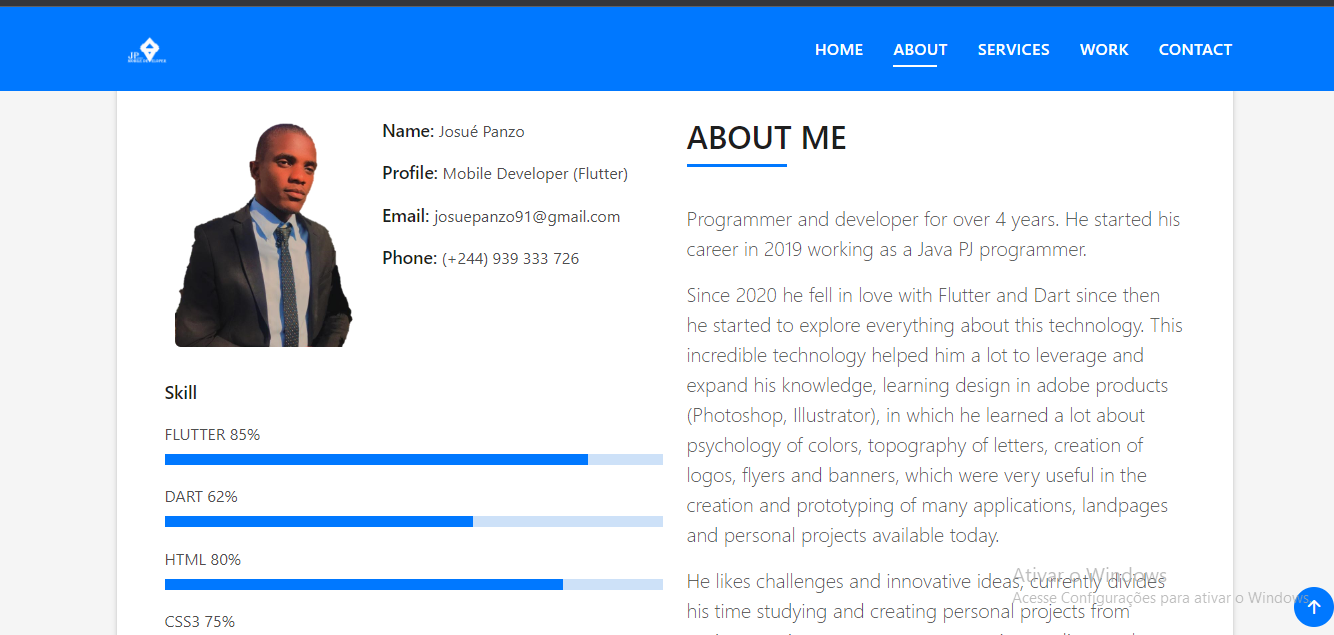 JP
HOME ABOUT SERVICES WORK CONTACT
Name: Josué Panzo
Profile: Mobile Developer (Flutter)
Email: josuepanzo91@gmail.com
Phone: (+244) 939 333 726
Skill
FLUTTER 85%
DART 62%
HTML 80%
CSS3 75%
ABOUT ME
Programmer and developer for over 4 years. He started his
career in 2019 working as a Java PJ programmer.
Since 2020 he fell in love with Flutter and Dart since then
he started to explore everything about this technology. This
incredible technology helped him a lot to leverage and
expand his knowledge, learning design in adobe products
(Photoshop, Illustrator), in which he learned a lot about
psychology of colors, topography of letters, creation of
logos, flyers and banners, which were very useful in the
creation and prototyping of many applications, landpages
and personal projects available today.
He likes challenges and innovative ideas, currently divides
his time studying and creating personal projects from
Ativar o Windows
Acesse Configurações para ativar o Windows.